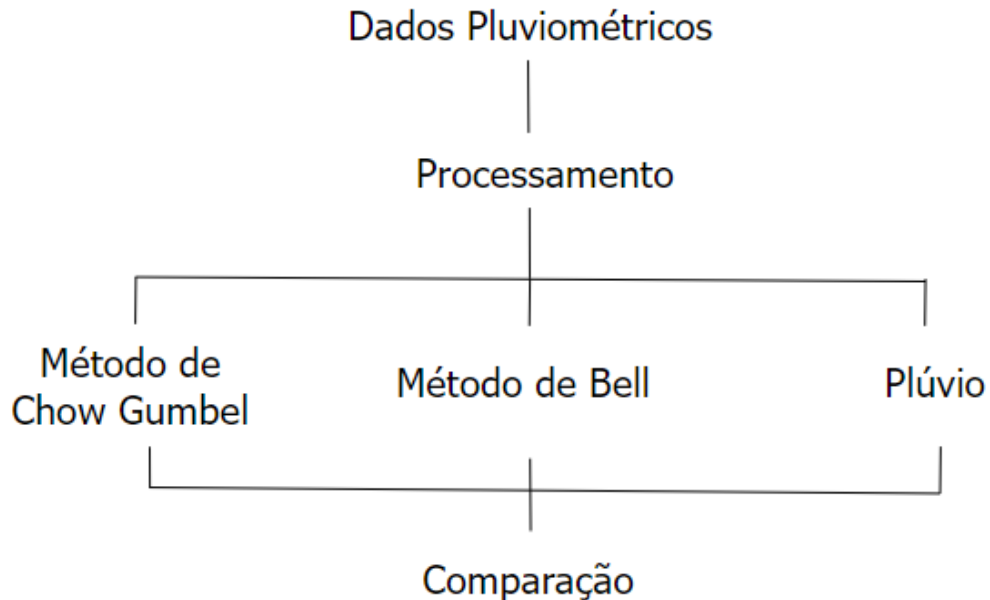 Dados Pluviométricos
Processamento
Método de
Chow Gumbel
Método de Bell
Plúvio
Comparação